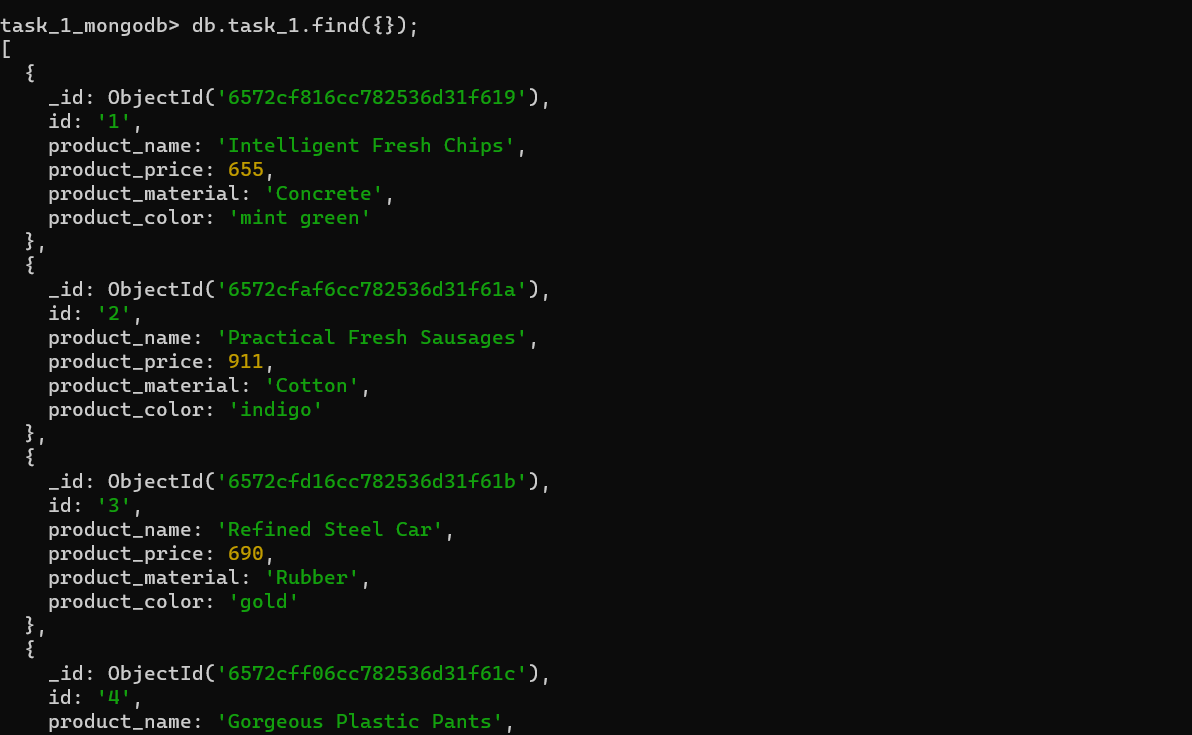 task_1_mongodb> db.task_1.find({});
[
  {
    _id: ObjectId('6572cf816cc782536d31f619'),
    id: '1',
    product_name: 'Intelligent Fresh Chips',
    product_price: 655,
    product_material: 'Concrete',
    product_color: 'mint green'
  },
  {
    _id: ObjectId('6572cfaf6cc782536d31f61a'),
    id: '2',
    product_name: 'Practical Fresh Sausages',
    product_price: 911,
    product_material: 'Cotton',
    product_color: 'indigo'
  },
  {
    _id: ObjectId('6572cfd16cc782536d31f61b'),
    id: '3',
    product_name: 'Refined Steel Car',
    product_price: 690,
    product_material: 'Rubber',
    product_color: 'gold'
  },
  {
    _id: ObjectId('6572cff06cc782536d31f61c'),
    id: '4',
    product_name: 'Gorgeous Plastic Pants',